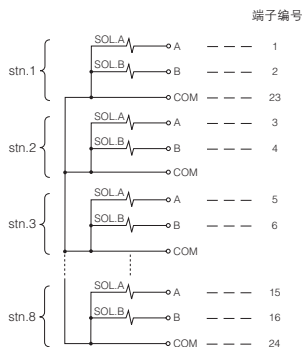 端子编号
SOL.A A 1
stn.1 SOL.B B 2
COM 23
SOL.A A 3
stn.2 SOL.B B 4
COM
SOL.A A 5
stn.3 SOL.B B 6
COM
SOL.A A 15
stn.8 SOL.B B 16
COM 24